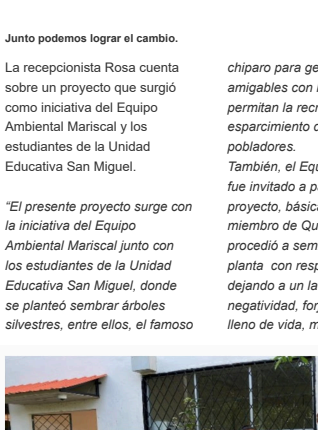 Junto podemos lograr el cambio.
La recepcionista Rosa cuenta
sobre un proyecto que surgió
como iniciativa del Equipo
Ambiental Mariscal y los
estudiantes de la Unidad
Educativa San Miguel.
“El presente proyecto surge con
la iniciativa del Equipo
Ambiental Mariscal junto con
los estudiantes de la Unidad
Educativa San Miguel, donde
se planteó sembrar árboles
silvestres, entre ellos, el famoso
chiparo para ge
amigables con
permitan la recr
esparcimiento
pobladores.
También, el Equ
fue invitado a p
proyecto, básic
miembro de Qu
procedió a sem
planta con resp
dejando a un la
negatividad, for
lleno de vida, m